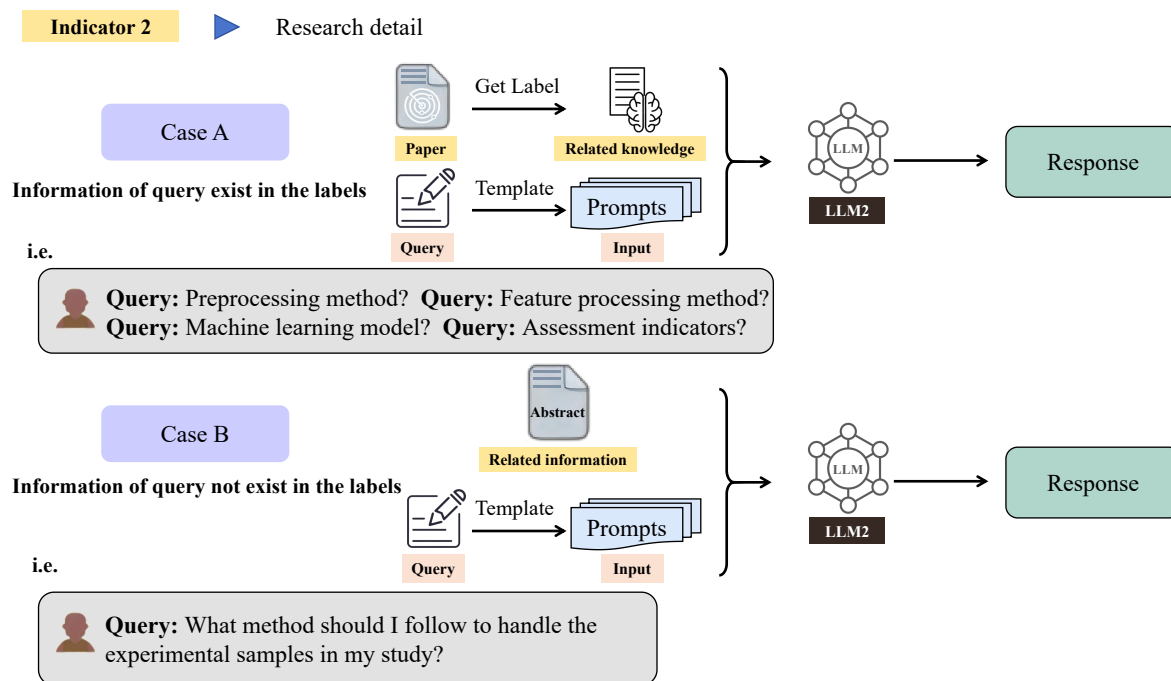 Indicator 2
Research detail
Get Label
Case A
Paper
Related knowledge
LLM
Response
Information of query exist in the labels
Template
Prompts
LLM2
Query
Input
i.e.
Query: Preprocessing method? Query: Feature processing method?
Query: Machine learning model? Query: Assessment indicators?
Abstract
Case B
Related information
LLM
Response
Information of query not exist in the labels
Template
Prompts
LLM2
Query
Input
i.e.
Query: What method should I follow to handle the
experimental samples in my study?